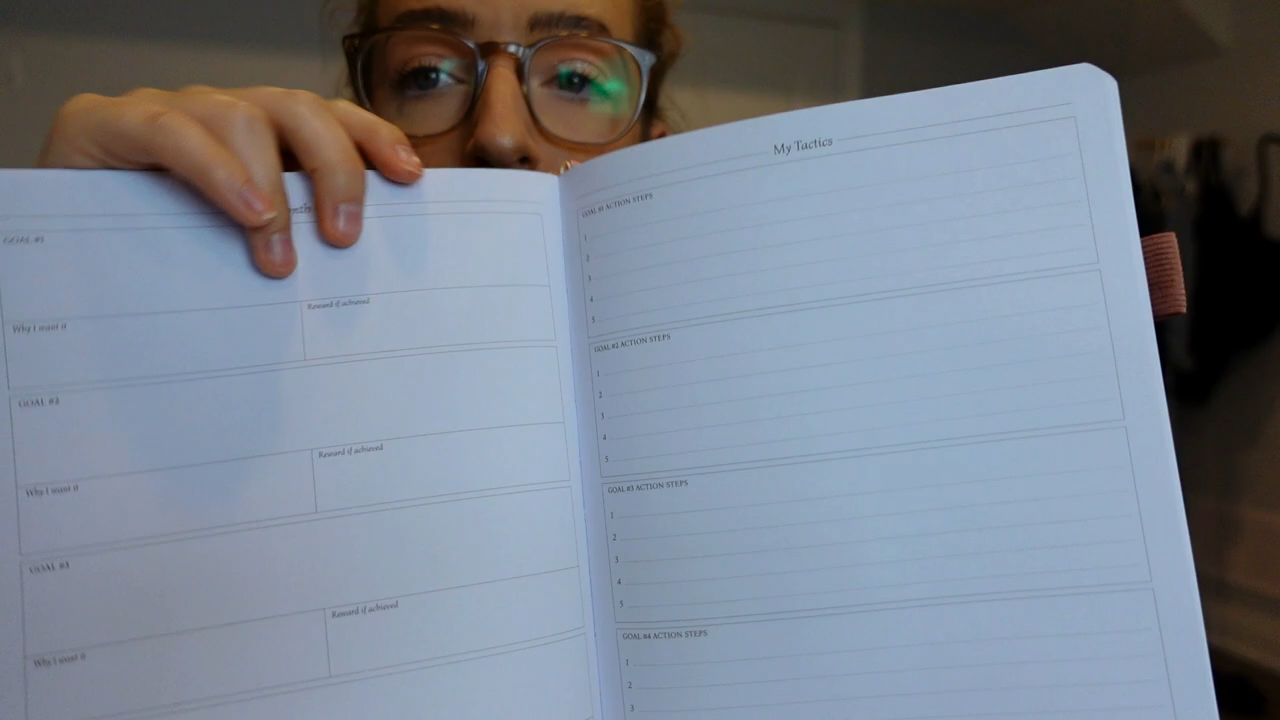 GOAL #1
Why I want it
Reward if achieved
GOAL #2
Why I want it
Reward if achieved
GOAL #3
Why I want it
Reward if achieved
My Tactics
GOAL #1 ACTION STEPS
1
2
3
4
5
GOAL #2 ACTION STEPS
1
2
3
4
5
GOAL #3 ACTION STEPS
1
2
3
4
5
GOAL #4 ACTION STEPS
1
2
3